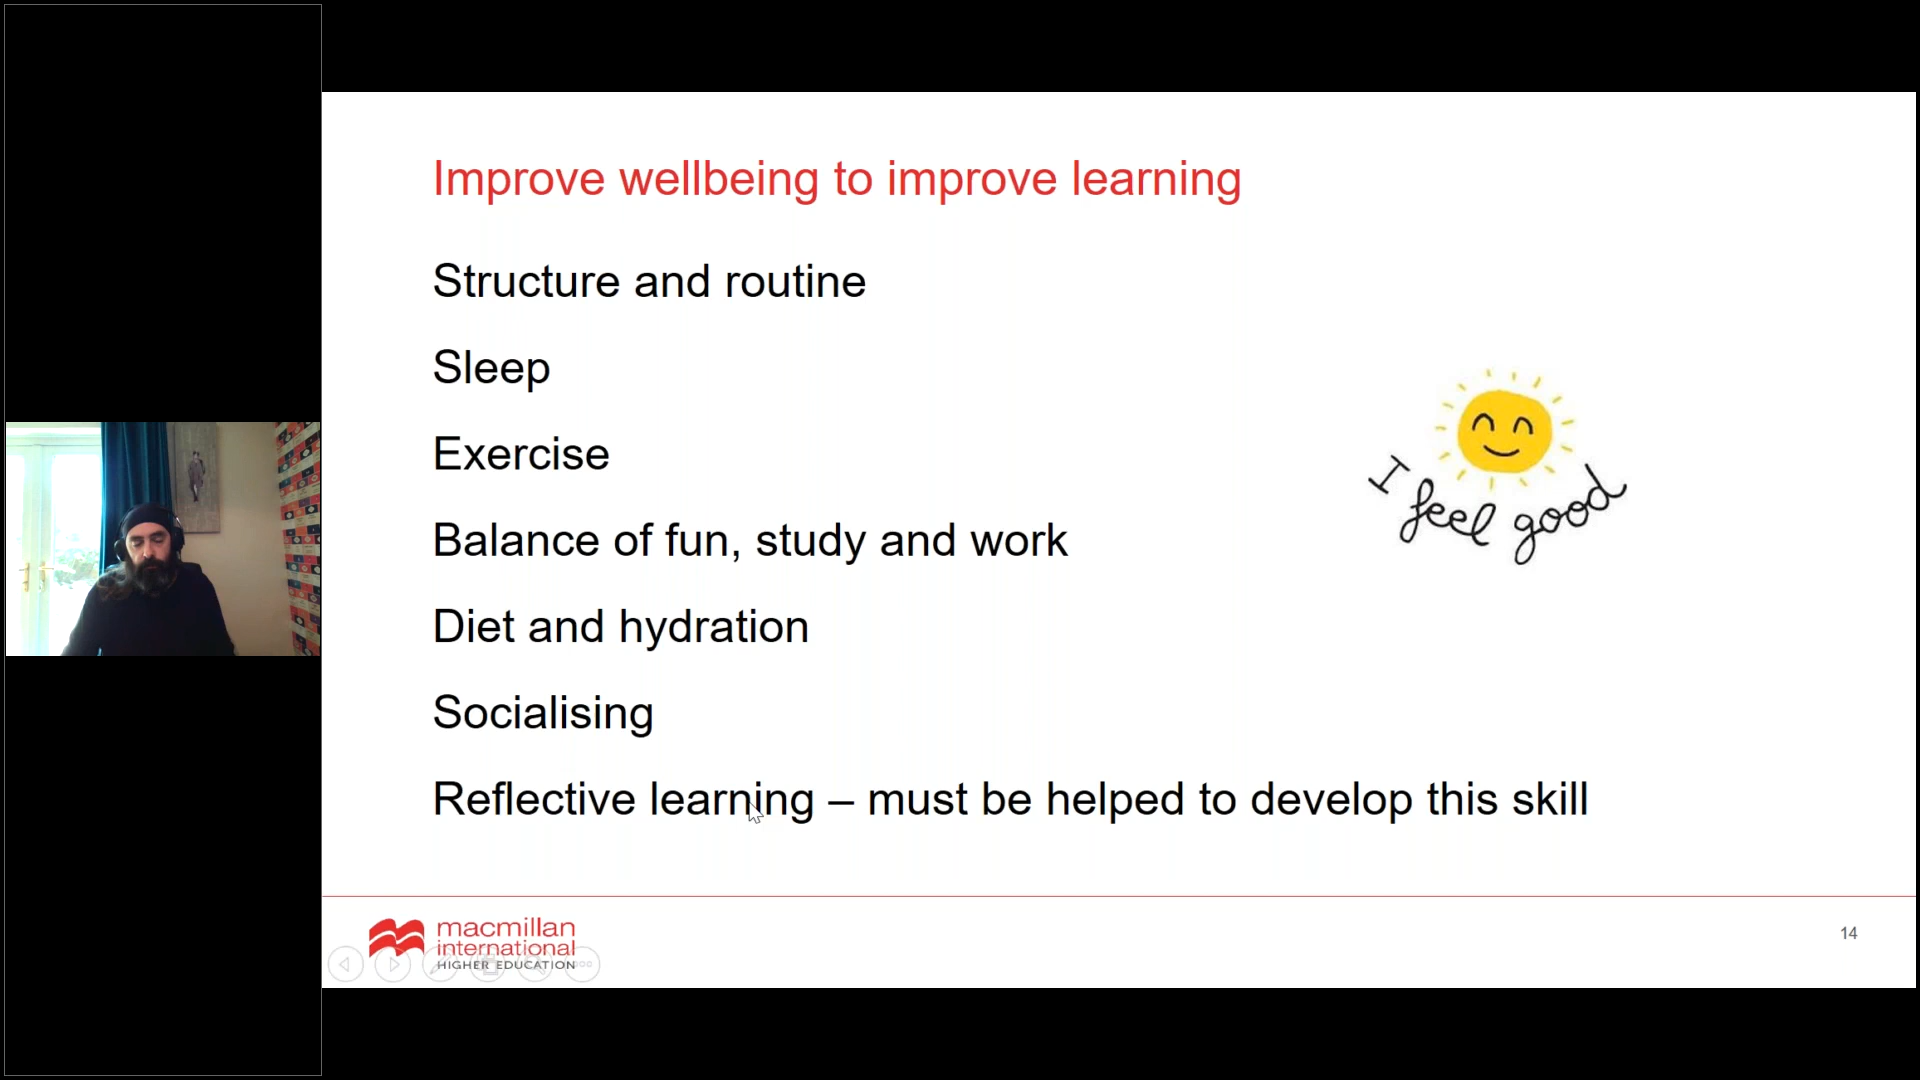 Improve wellbeing to improve learning
Structure and routine
Sleep
Exercise
Balance of fun, study and work
Diet and hydration
Socialising
Reflective learning – must be helped to develop this skill
I feel good
macmillan
international
HIGHER EDUCATION
14